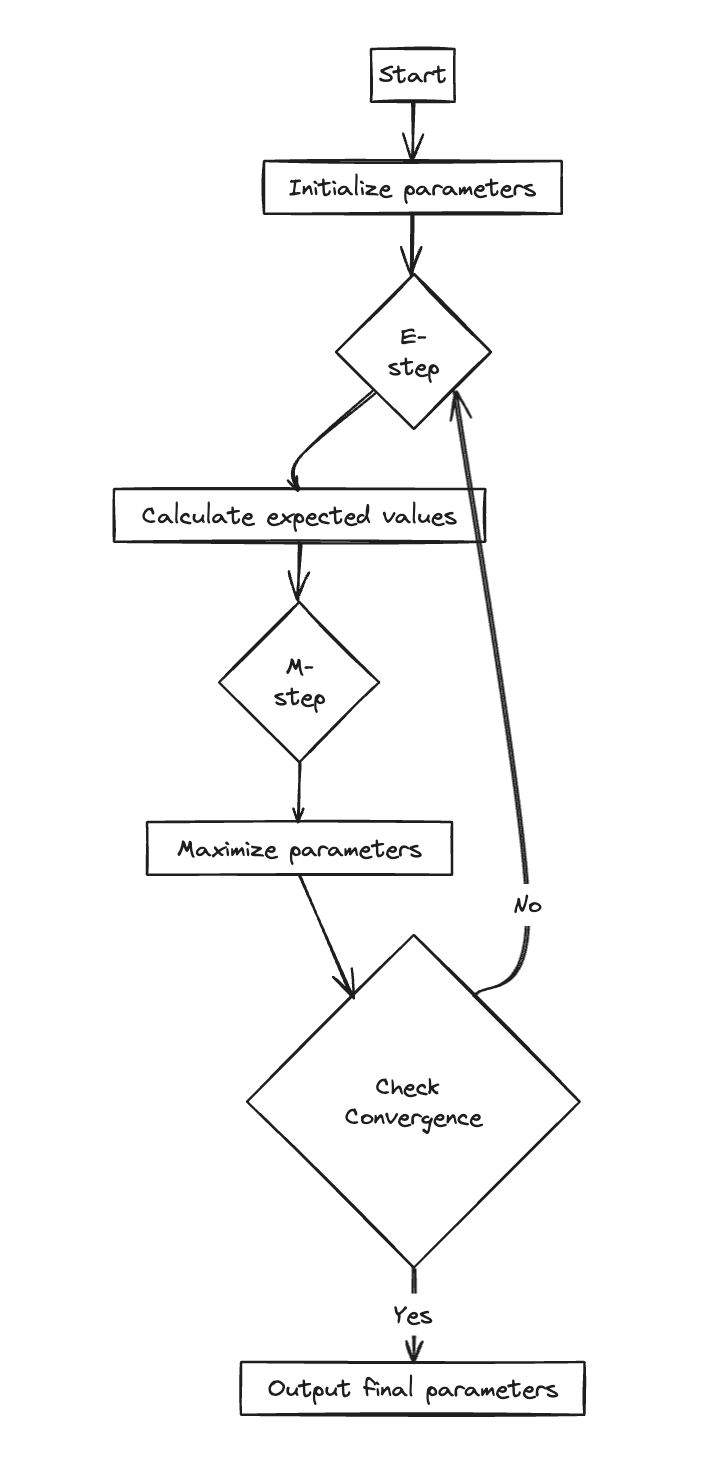 Start
Initialize parameters
E-
step
Calculate expected values
M-
step
Maximize parameters
No
Check
Convergence
Yes
Output final parameters